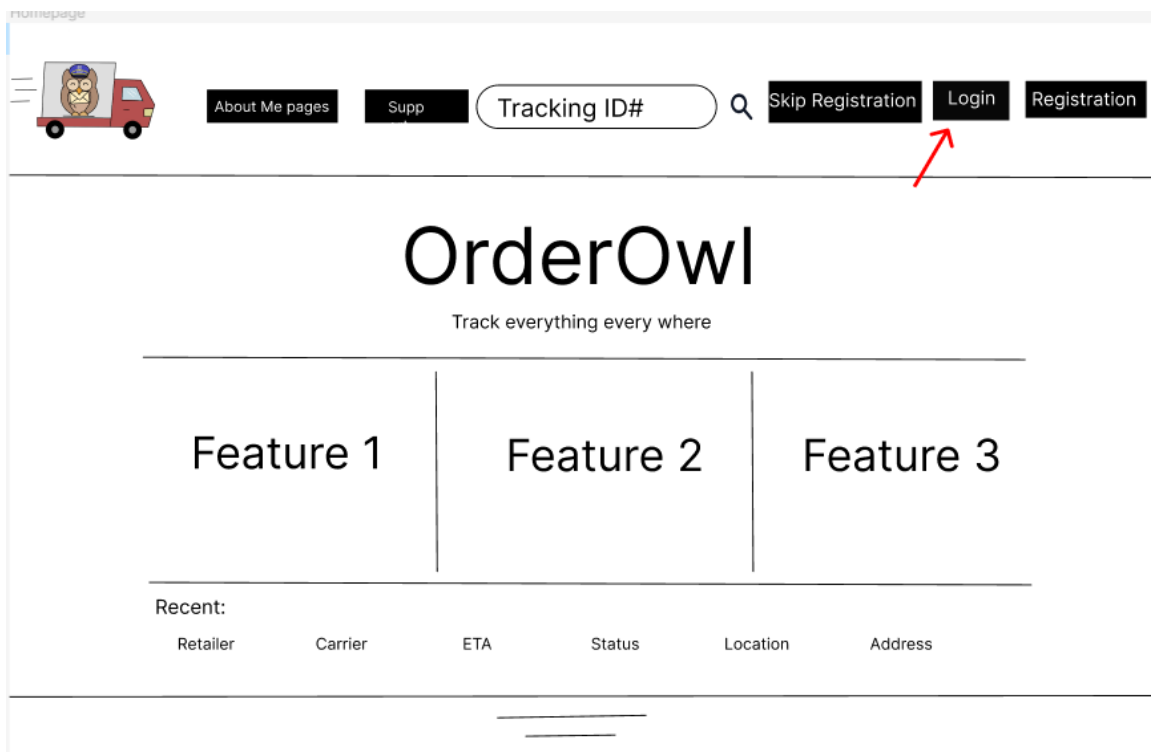 Homepage
About Me pages
Supp
Tracking ID#
Skip Registration
Login
Registration
OrderOwl
Track everything every where
Feature 1
Feature 2
Feature 3
Recent:
Retailer Carrier ETA Status Location Address